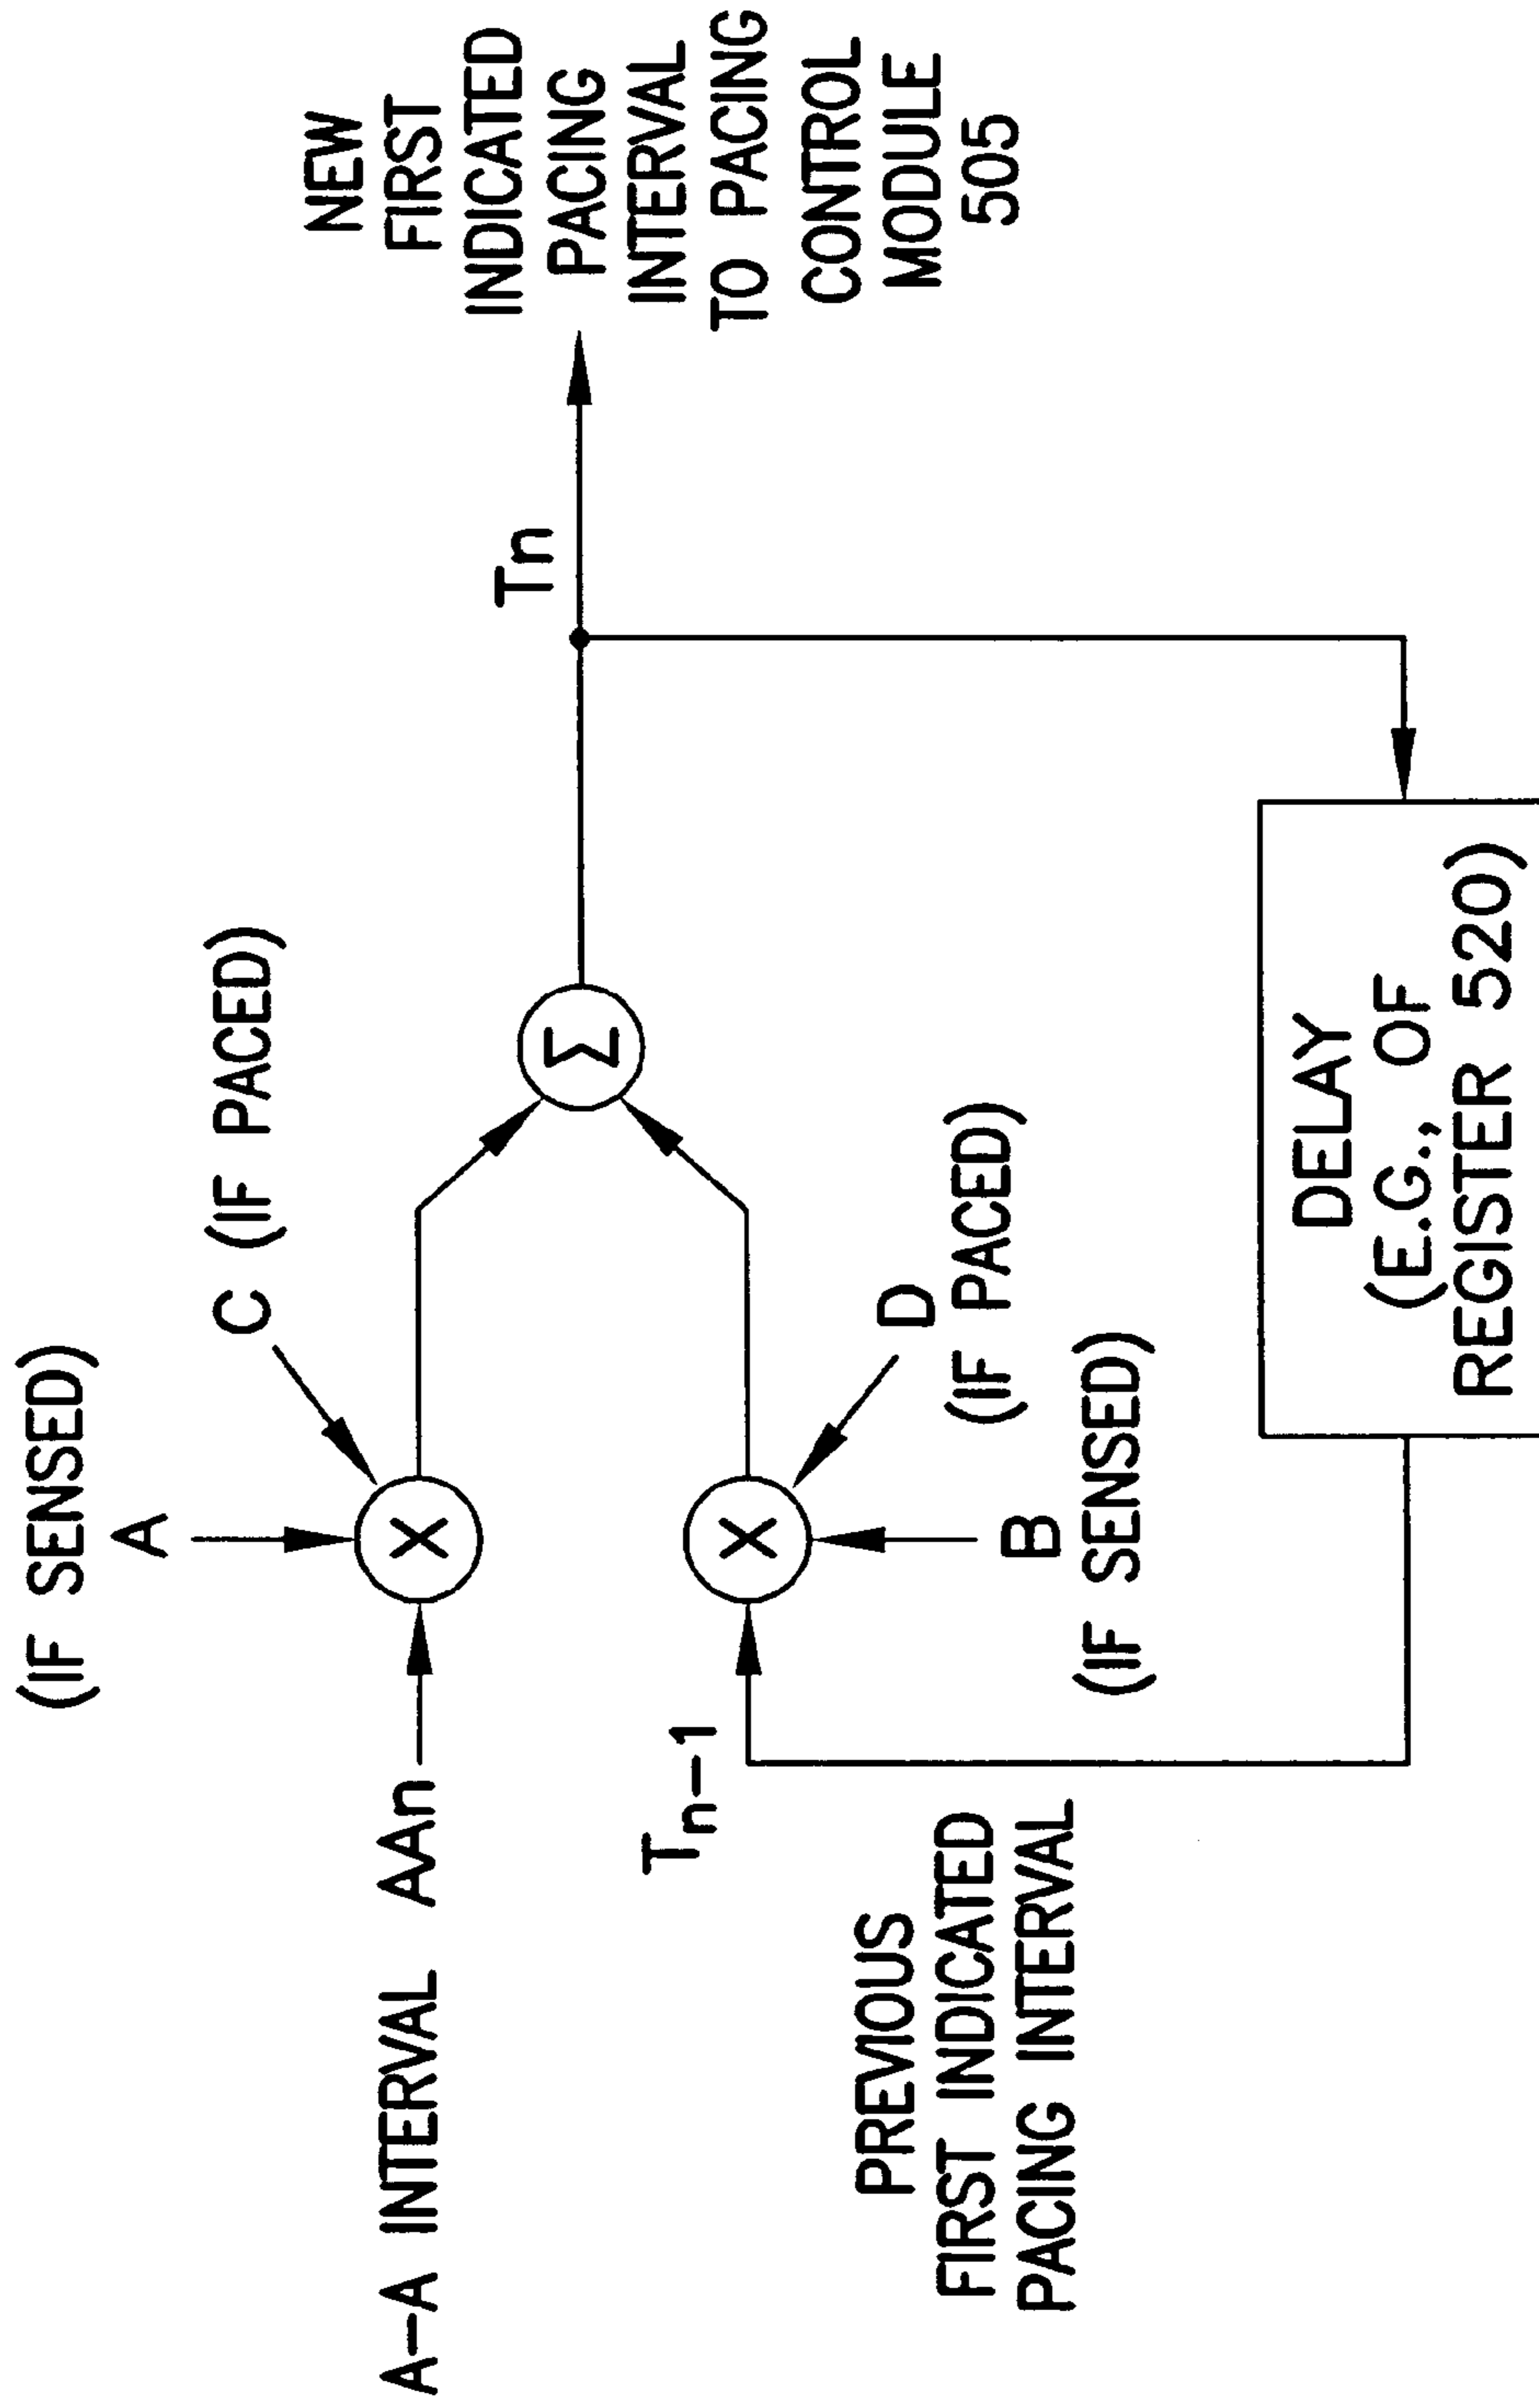 (IF SENSED)
A
C (IF PACED)
A-A INTERVAL AAn
X
Σ
Tn
NEW
FIRST
INDICATED
PACING
INTERVAL
TO PACING
CONTROL
MODULE
505
Tn-1
X
PREVIOUS
FIRST INDICATED
PACING INTERVAL
D
(IF PACED)
B
(IF SENSED)
DELAY
(E.G., OF
REGISTER 520)